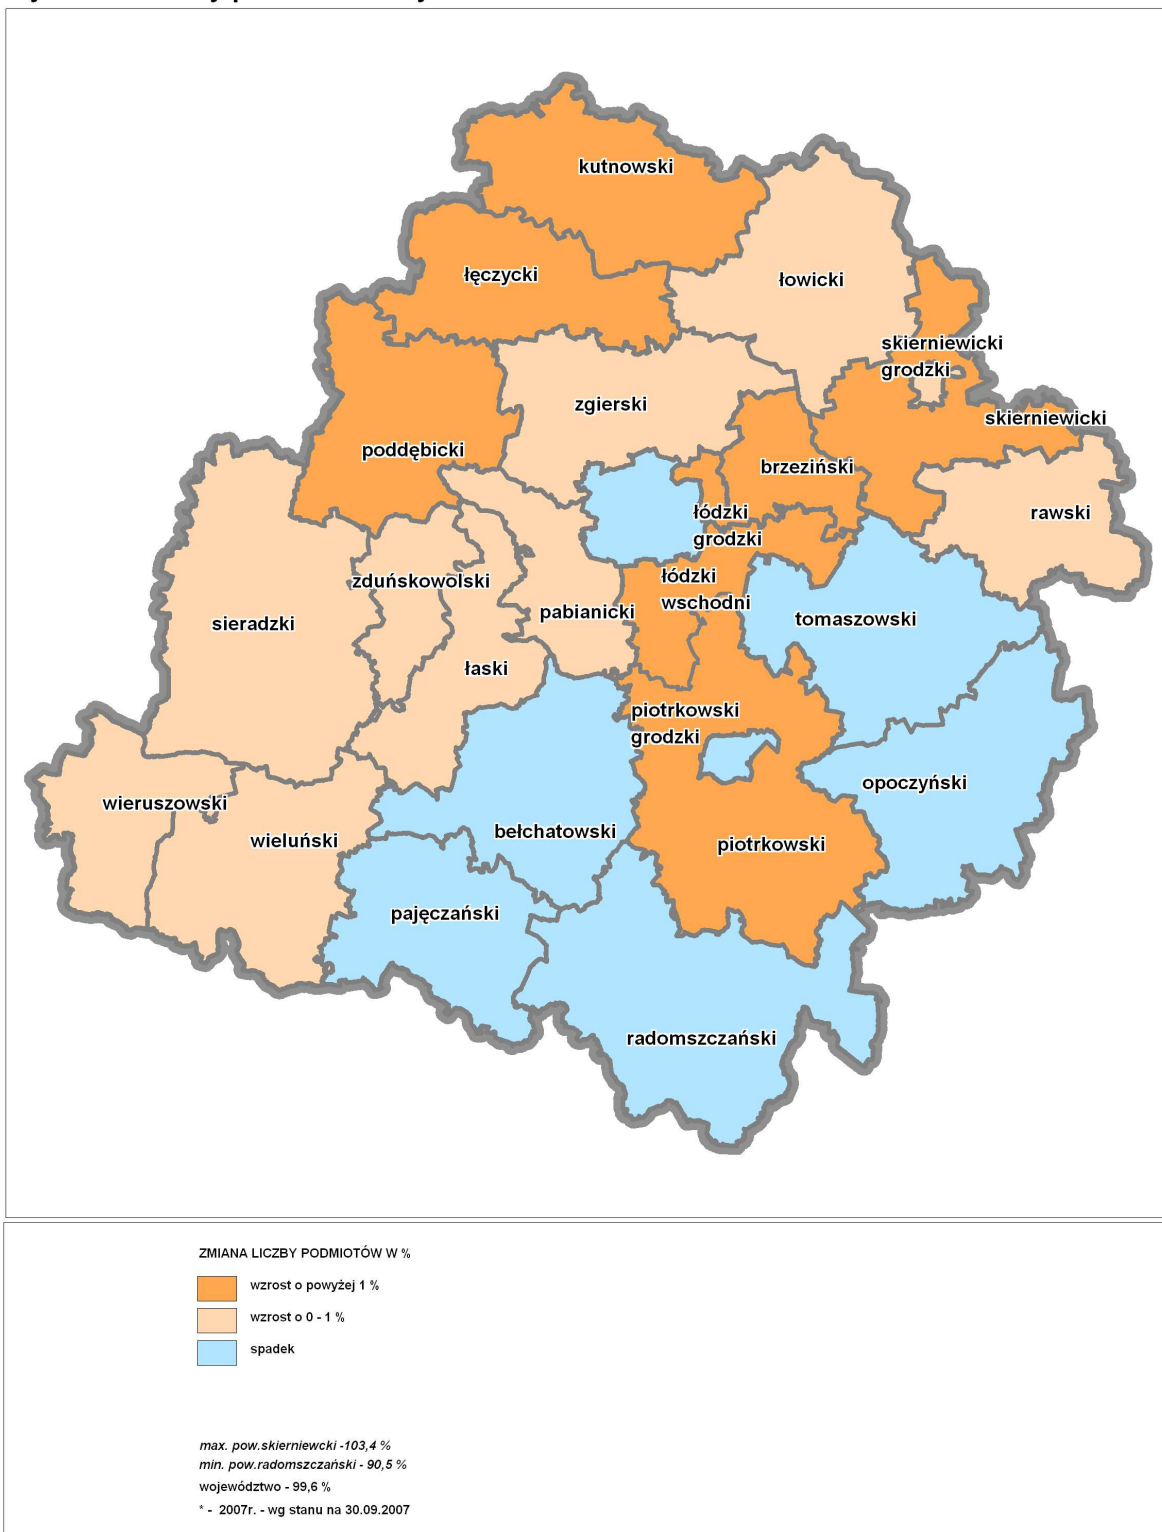 kutnowski
łęczycki
łowicki
skierniewicki
grodzki
zgierski
skierniewicki
poddębicki
brzeziński
łódzki
grodzki
rawski
łódzki
wschodni
zduńskowolski
pabianicki
tomaszowski
sieradzki
łaski
piotrkowski
grodzki
opoczyński
wieruszowski
bełchatowski
wieluński
piotrkowski
pajęczański
radomszczański
ZMIANA LICZBY PODMIOTÓW W %
wzrost o powyżej 1 %
wzrost o 0 - 1 %
spadek
max. pow.skierniewcki -103,4 %
min. pow.radomszczański - 90,5 %
województwo - 99,6 %
* - 2007r. - wg stanu na 30.09.2007